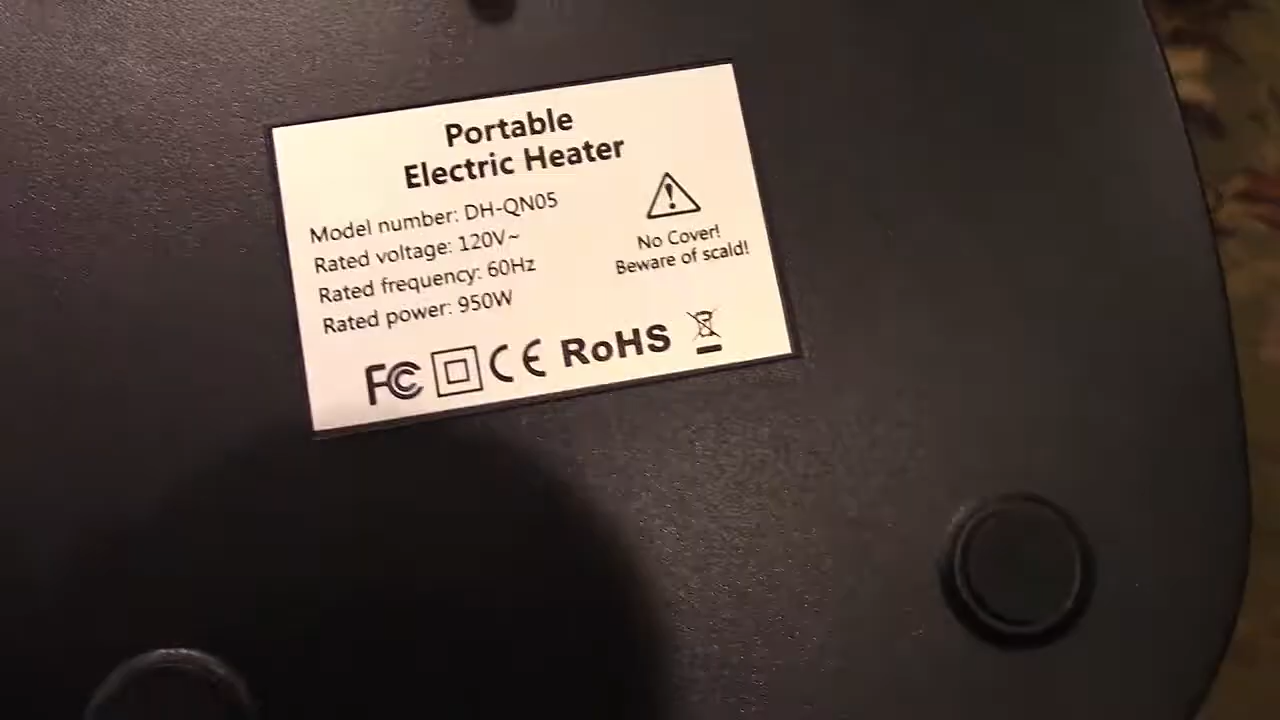 Portable
Electric Heater
Model number: DH-QN05
Rated voltage: 120V~
Rated frequency: 60Hz
Rated power: 950W
No Cover!
Beware of scald!
FC CE RoHS